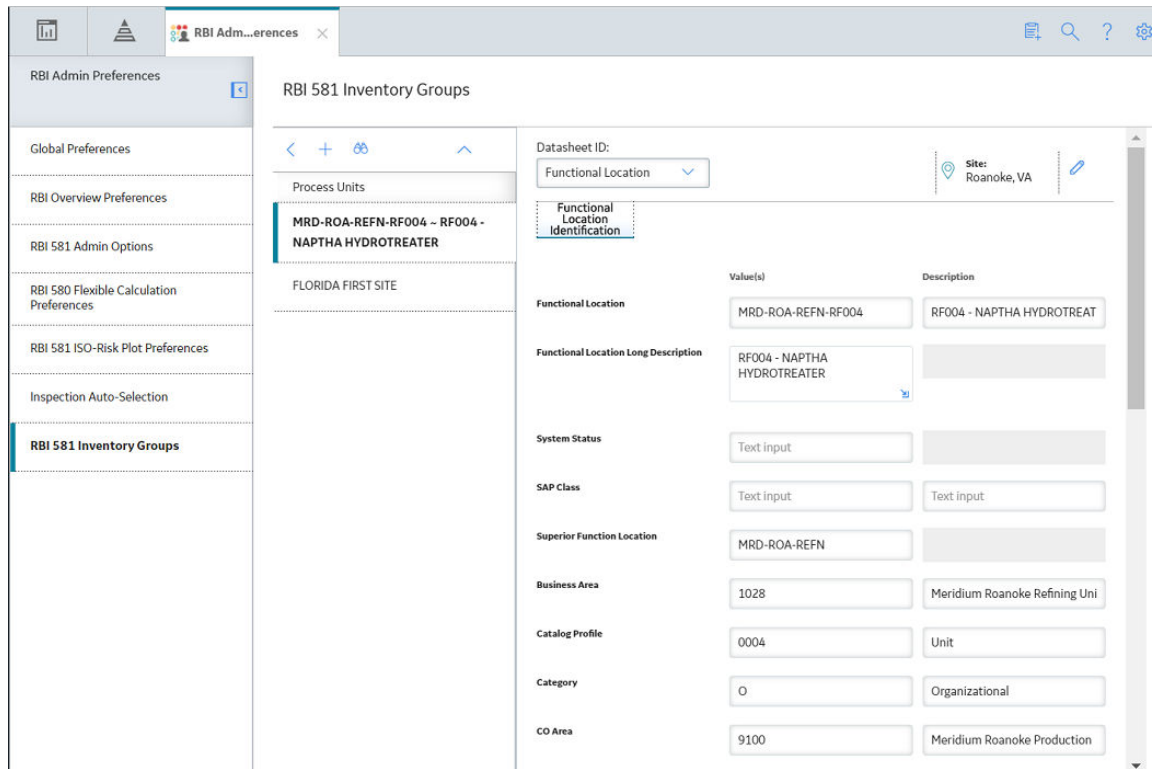 RBI Adm...erences
RBI Admin Preferences
Global Preferences
RBI Overview Preferences
RBI 581 Admin Options
RBI 580 Flexible Calculation
Preferences
RBI 581 ISO-Risk Plot Preferences
Inspection Auto-Selection
RBI 581 Inventory Groups
RBI 581 Inventory Groups
Process Units
MRD-ROA-REFN-RF004 ~ RF004 -
NAPTHA HYDROTREATER
FLORIDA FIRST SITE
Datasheet ID:
Functional Location
Site:
Roanoke, VA
Functional
Location
Identification
Value(s) Description
Functional Location MRD-ROA-REFN-RF004 RF004 - NAPTHA HYDROTREAT
Functional Location Long Description RF004 - NAPTHA
HYDROTREATER
System Status Text input
SAP Class Text input Text input
Superior Function Location MRD-ROA-REFN
Business Area 1028 Meridium Roanoke Refining Uni
Catalog Profile 0004 Unit
Category O Organizational
CO Area 9100 Meridium Roanoke Production